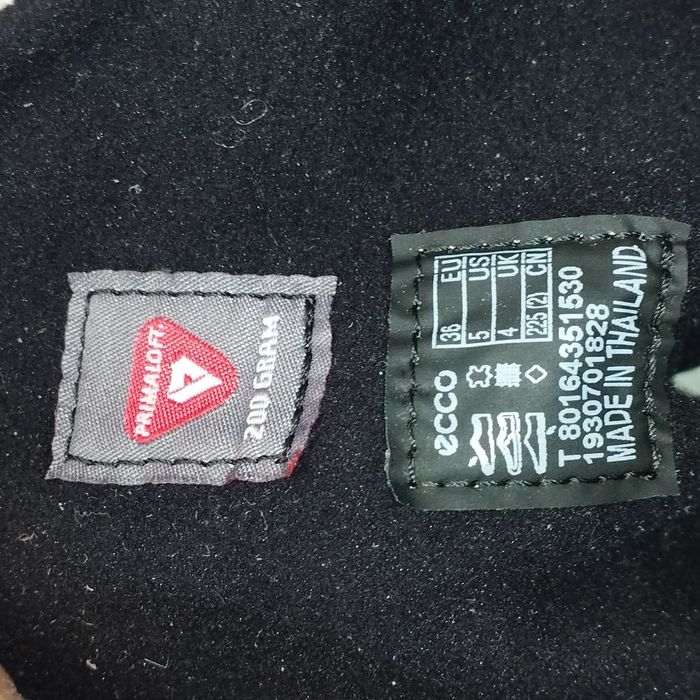 PRIMALOFT®
200 GRAM
EU US UK CN
36 5 4 225(2)
ecco
T 80164351530
1930701828
MADE IN THAILAND